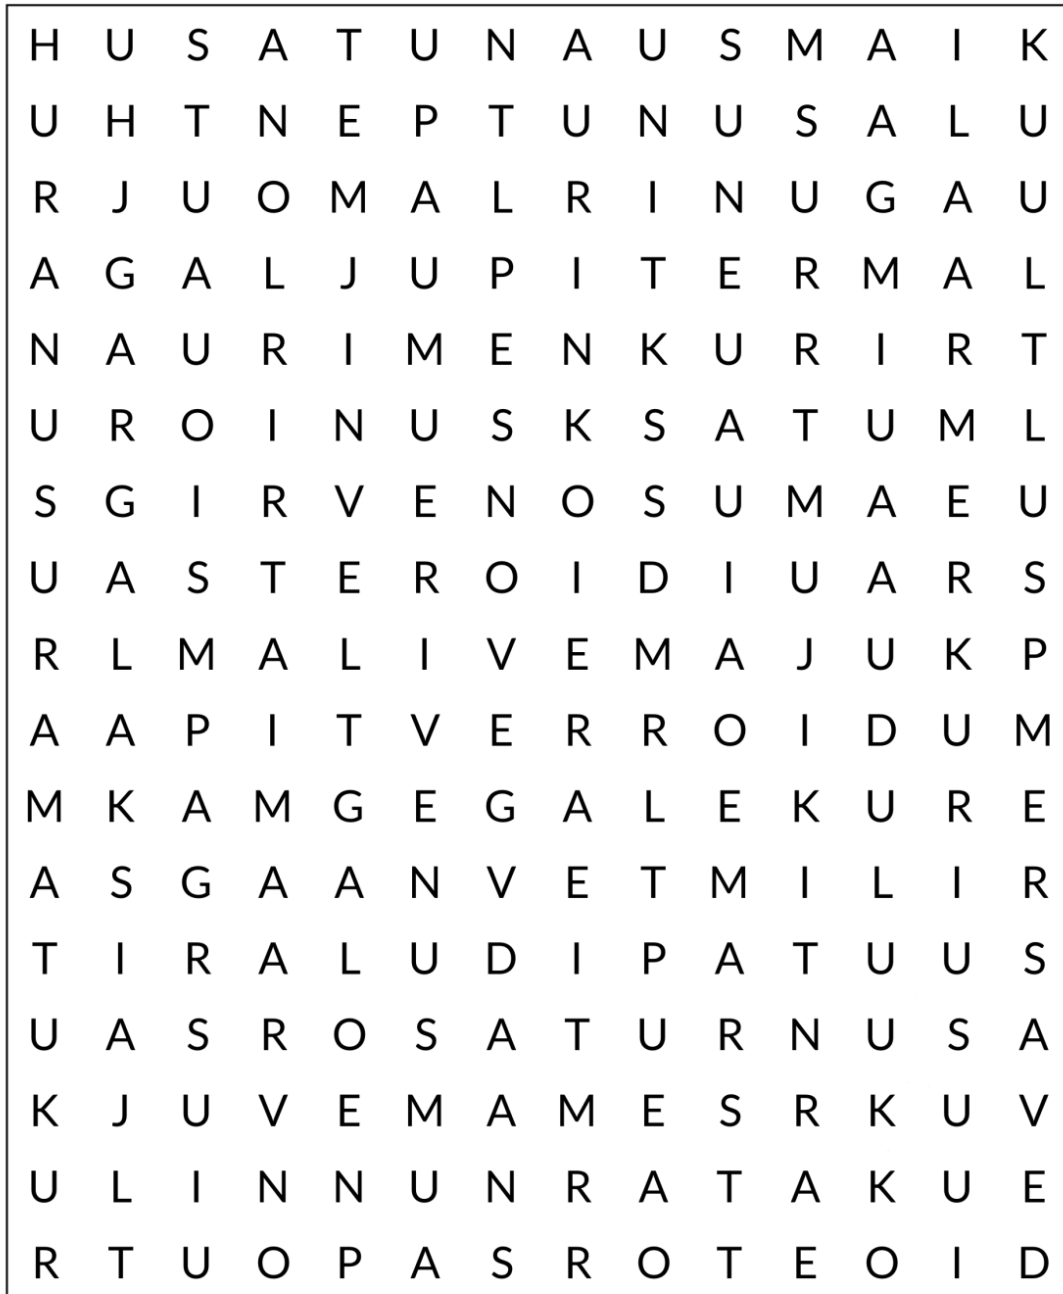 H U S A T U N A U S M A I K
U H T N E P T U N U S A L U
R J U O M A L R I N U G A U
A G A L J U P I T E R M A L
N A U R I M E N K U R I R T
U R O I N U S K S A T U M L
S G I R V E N O S U M A E U
U A S T E R O I D I U A R S
R L M A L I V E M A J U K P
A A P I T V E R R O I D U M
M K A M G E G A L E K U R E
A S G A A N V E T M I L I R
T I R A L U D I P A T U U S
U A S R O S A T U R N U S A
K J U V E M A M E S R K U V
U L I N N U N R A T A K U E
R T U O P A S R O T E O I D